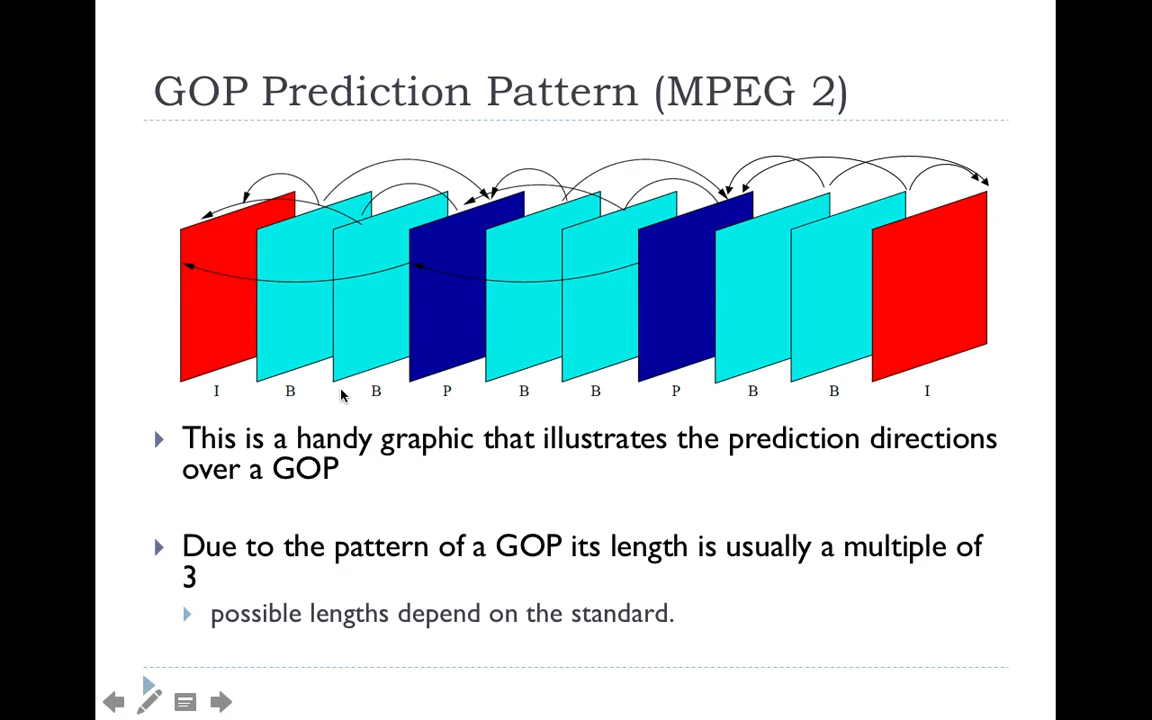 GOP Prediction Pattern (MPEG 2)
I B B P B B P B B I
This is a handy graphic that illustrates the prediction directions
over a GOP
Due to the pattern of a GOP its length is usually a multiple of
3
possible lengths depend on the standard.